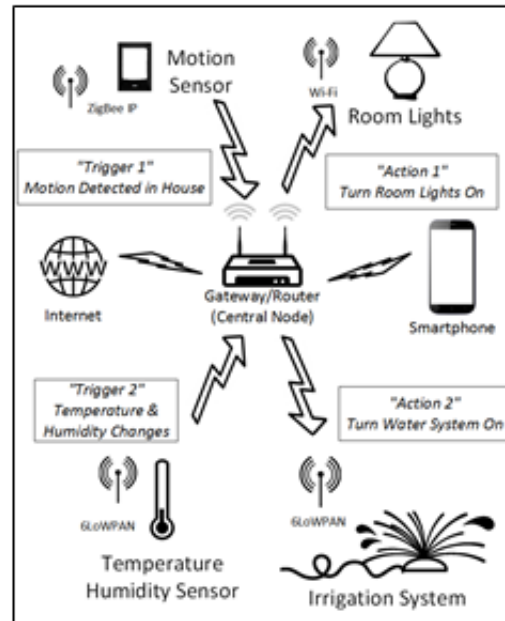 Motion
Sensor
ZigBee IP
Wi-Fi
Room Lights
"Trigger 1"
Motion Detected in House
"Action 1"
Turn Room Lights On
WWW
Internet
Gateway/Router
(Central Node)
Smartphone
"Trigger 2"
Temperature &
Humidity Changes
"Action 2"
Turn Water System On
6LoWPAN
Temperature
Humidity Sensor
6LoWPAN
Irrigation System